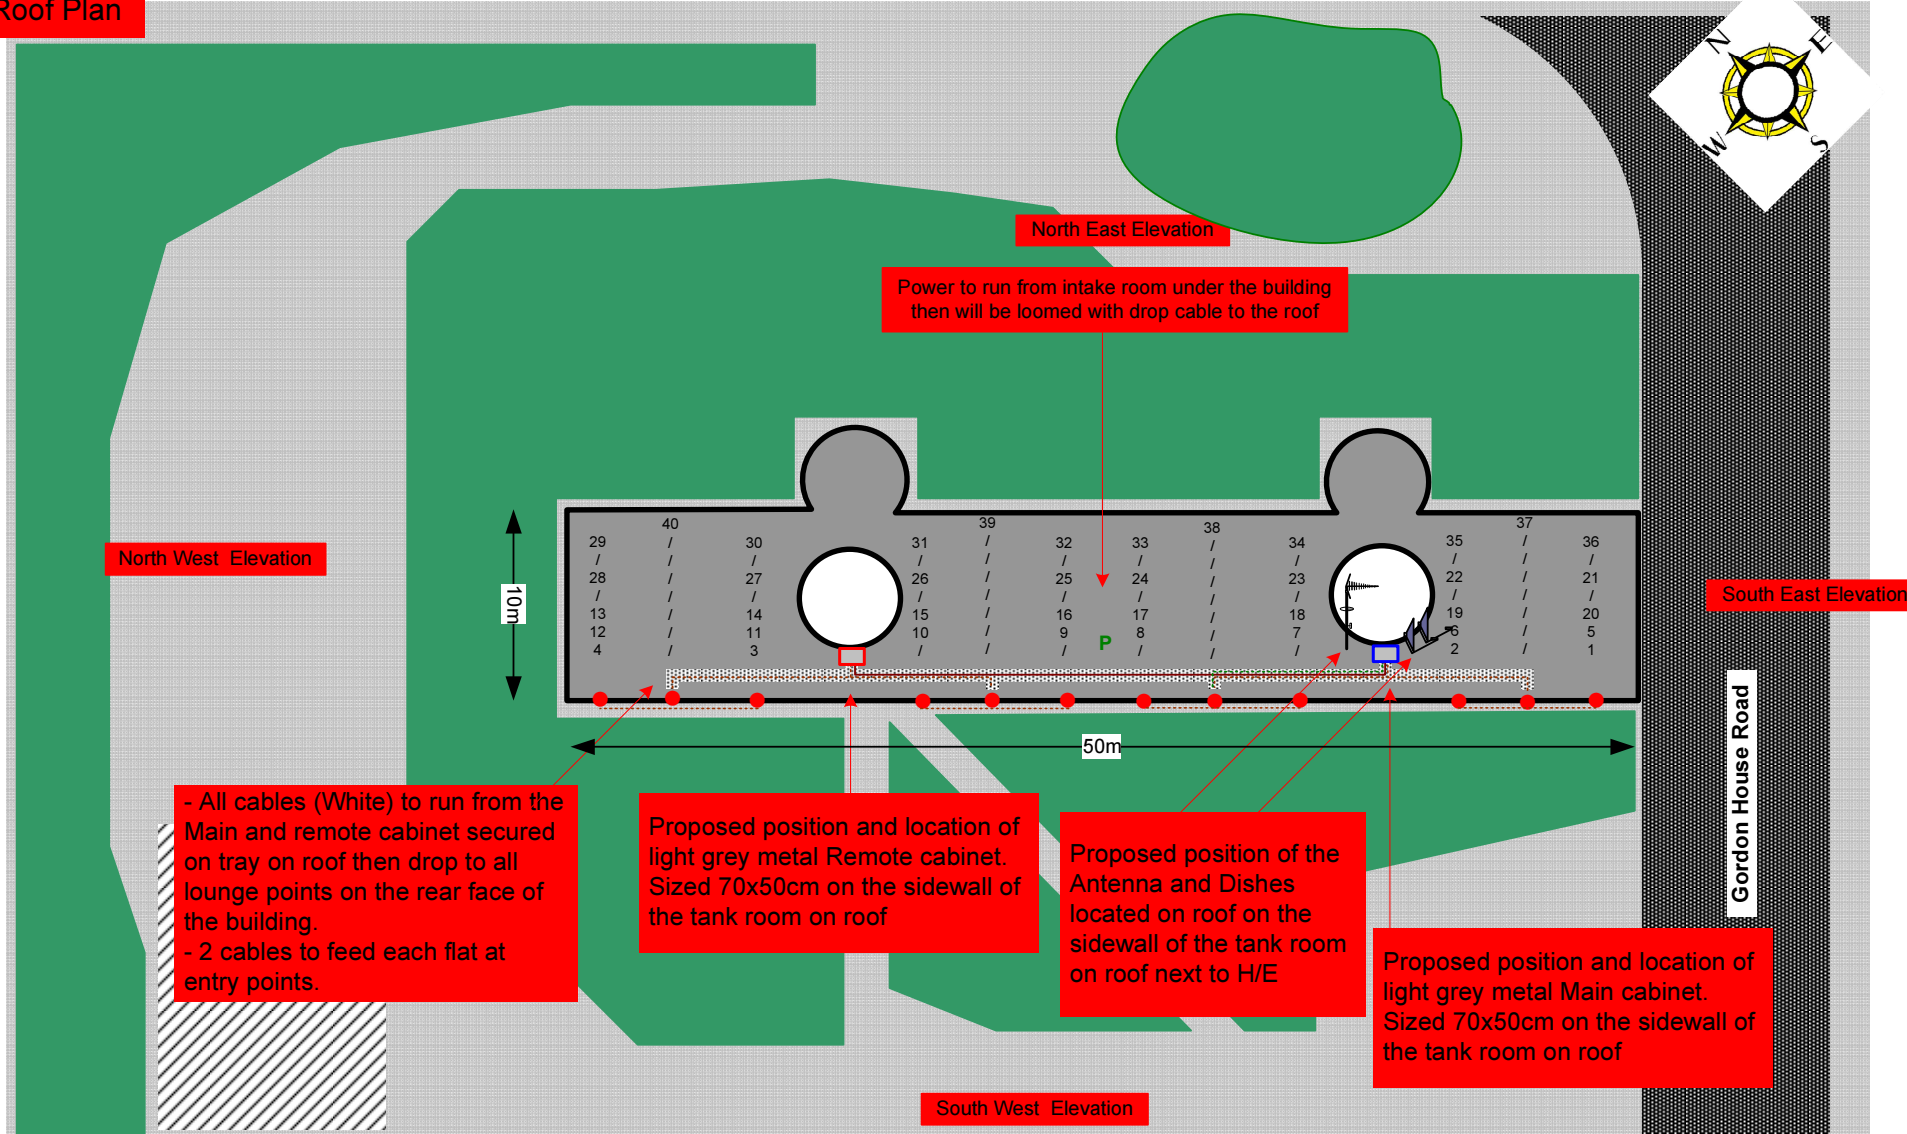 Roof Plan
N
E
W
S
North East Elevation
Power to run from intake room under the building
then will be loomed with drop cable to the roof
North West  Elevation
South East Elevation
10m
40
39
38
37
29
/
28
/
13
12
4
/
/
/
/
/
/
/
30
/
27
/
14
11
3
31
/
26
/
15
10
/
/
/
/
/
/
/
32
/
25
/
16
9
/
33
/
24
/
17
8
/
P
/
/
/
/
/
/
/
34
/
23
/
18
7
/
35
/
22
/
19
6
2
/
/
/
/
/
/
/
36
/
21
/
20
5
1
50m
Gordon House Road
- All cables (White) to run from the
Main and remote cabinet secured
on tray on roof then drop to all
lounge points on the rear face of
the building.
- 2 cables to feed each flat at
entry points.
Proposed position and location of
light grey metal Remote cabinet.
Sized 70x50cm on the sidewall of
the tank room on roof
Proposed position of the
Antenna and Dishes
located on roof on the
sidewall of the tank room
on roof next to H/E
Proposed position and location of
light grey metal Main cabinet.
Sized 70x50cm on the sidewall of
the tank room on roof
South West  Elevation